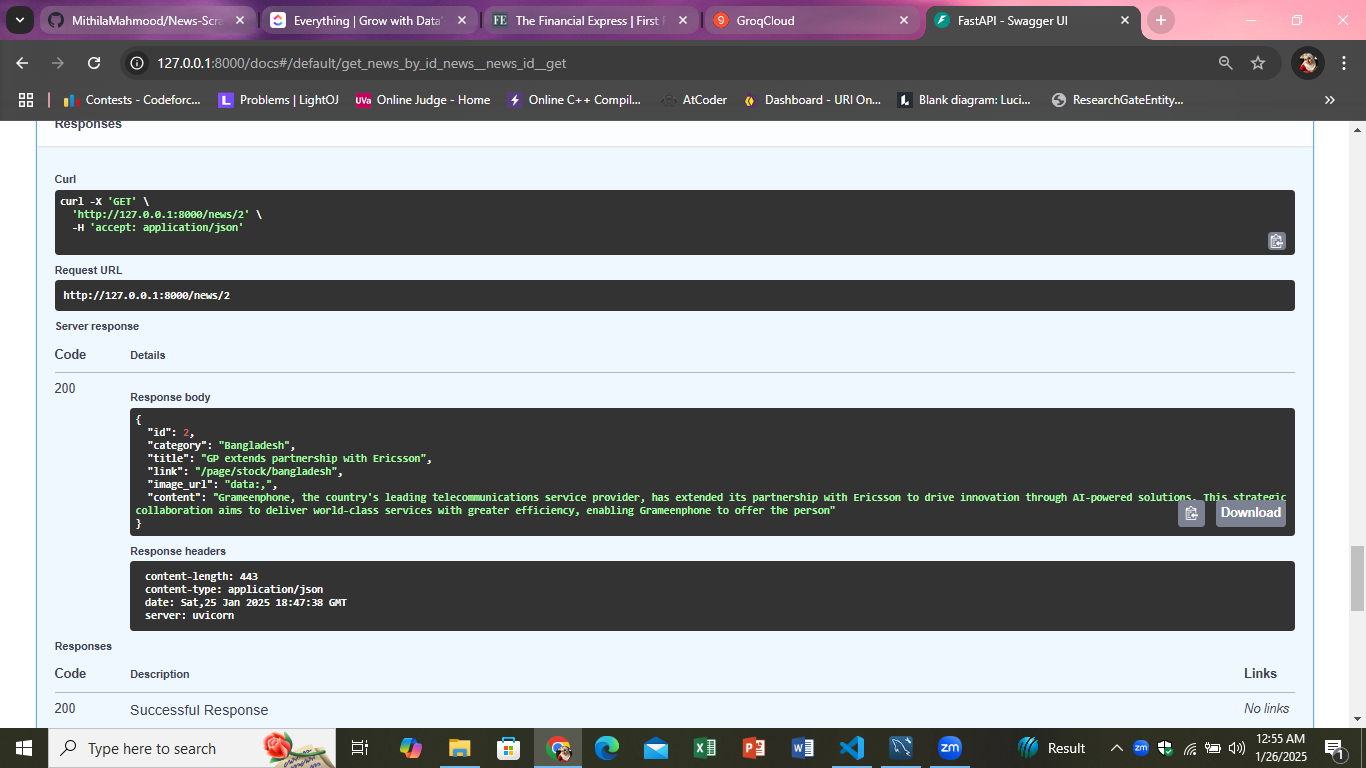 MithilaMahmood/News-Scra
Everything | Grow with Data
FE
The Financial Express | First F
9
GroqCloud
FastAPI - Swagger UI
127.0.0.1:8000/docs#/default/get_news_by_id_news__news_id__get
Contests - Codeforc...
L
Problems | LightOJ
UVa
Online Judge - Home
Online C++ Compil...
AtCoder
Dashboard - URI On...
Blank diagram: Luci...
ResearchGateEntity...
Responses
Curl
curl -X 'GET' \
'http://127.0.0.1:8000/news/2' \
-H 'accept: application/json'
Request URL
http://127.0.0.1:8000/news/2
Server response
Code Details
200
Response body
{
"id": 2,
"category": "Bangladesh",
"title": "GP extends partnership with Ericsson",
"link": "/page/stock/bangladesh",
"image_url": "data:,",
"content": "Grameenphone, the country's leading telecommunications service provider, has extended its partnership with Ericsson to drive innovation through AI-powered solutions. This strategic
collaboration aims to deliver world-class services with greater efficiency, enabling Grameenphone to offer the person"
}
Download
Response headers
content-length: 443
content-type: application/json
date: Sat,25 Jan 2025 18:47:38 GMT
server: uvicorn
Responses
Code Description Links
200 Successful Response No links
Type here to search
zm
Result
zm
12:55 AM
1/26/2025
1